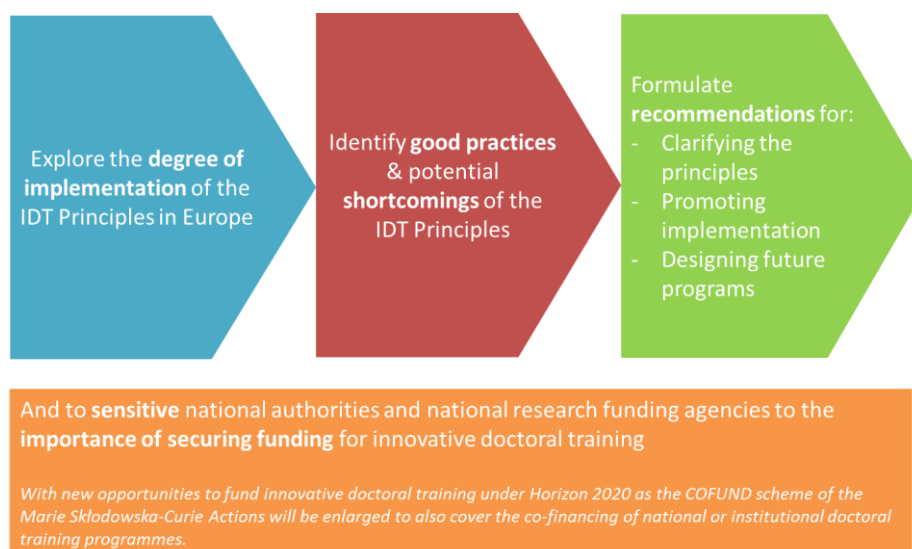 Explore the degree of
implementation of the
IDT Principles in Europe
Identify good practices
& potential
shortcomings of the
IDT Principles
Formulate
recommendations for:
- Clarifying the
principles
- Promoting
implementation
- Designing future
programs
And to sensitive national authorities and national research funding agencies to the
importance of securing funding for innovative doctoral training
With new opportunities to fund innovative doctoral training under Horizon 2020 as the COFUND scheme of the
Marie Skłodowska-Curie Actions will be enlarged to also cover the co-financing of national or institutional doctoral
training programmes.